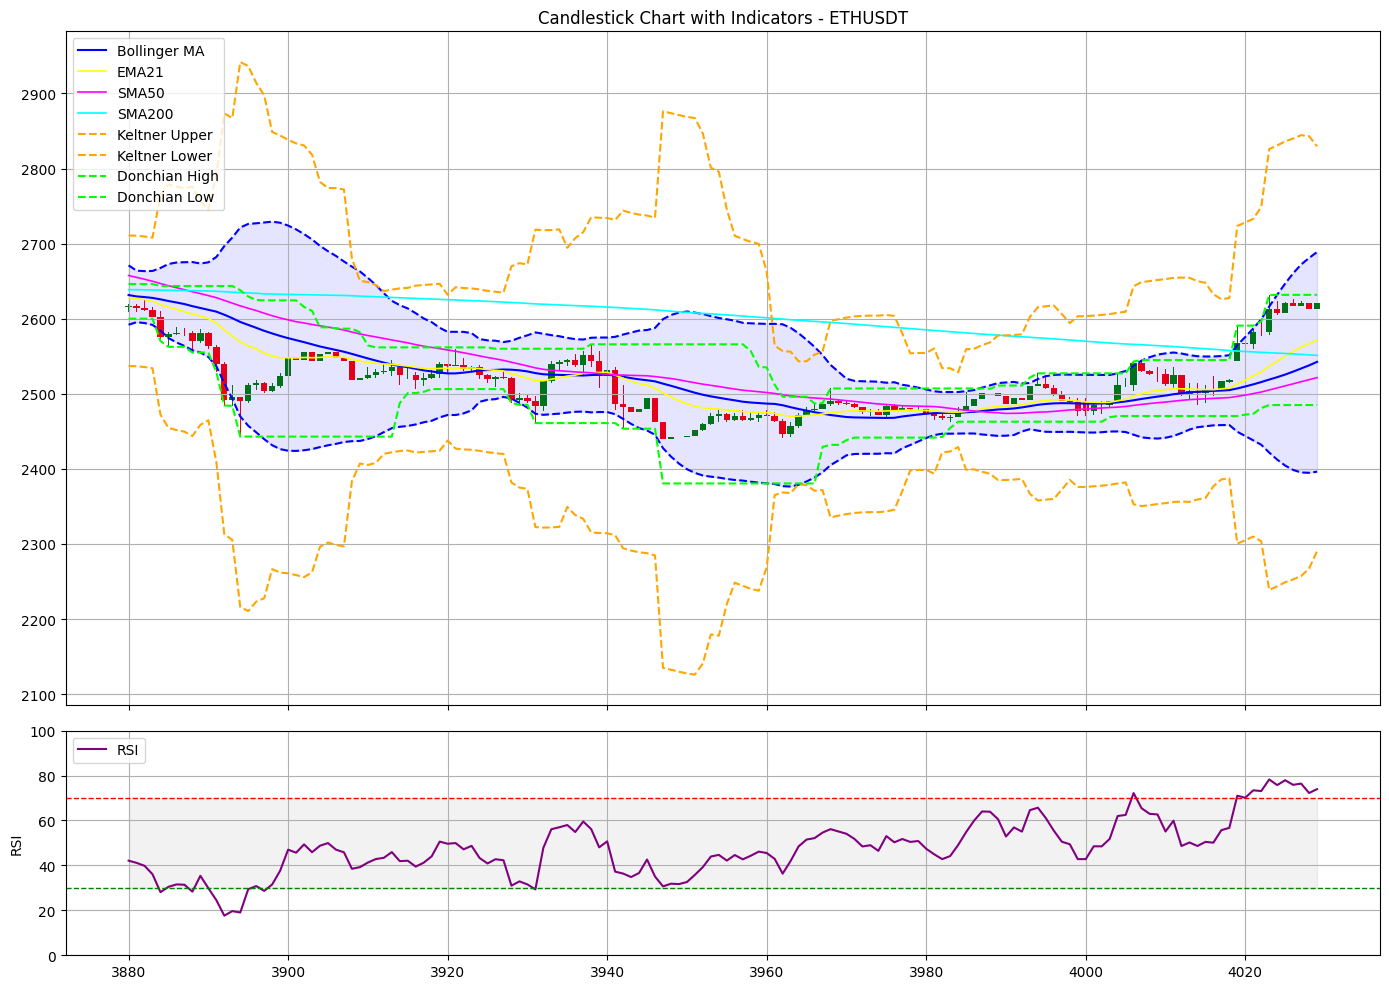 Candlestick Chart with Indicators - ETHUSDT
Bollinger MA
EMA21
SMA50
SMA200
Keltner Upper
Keltner Lower
Donchian High
Donchian Low
2900
2800
2700
2600
2500
2400
2300
2200
2100
RSI
100
80
60
40
20
0
RSI
3880
3900
3920
3940
3960
3980
4000
4020